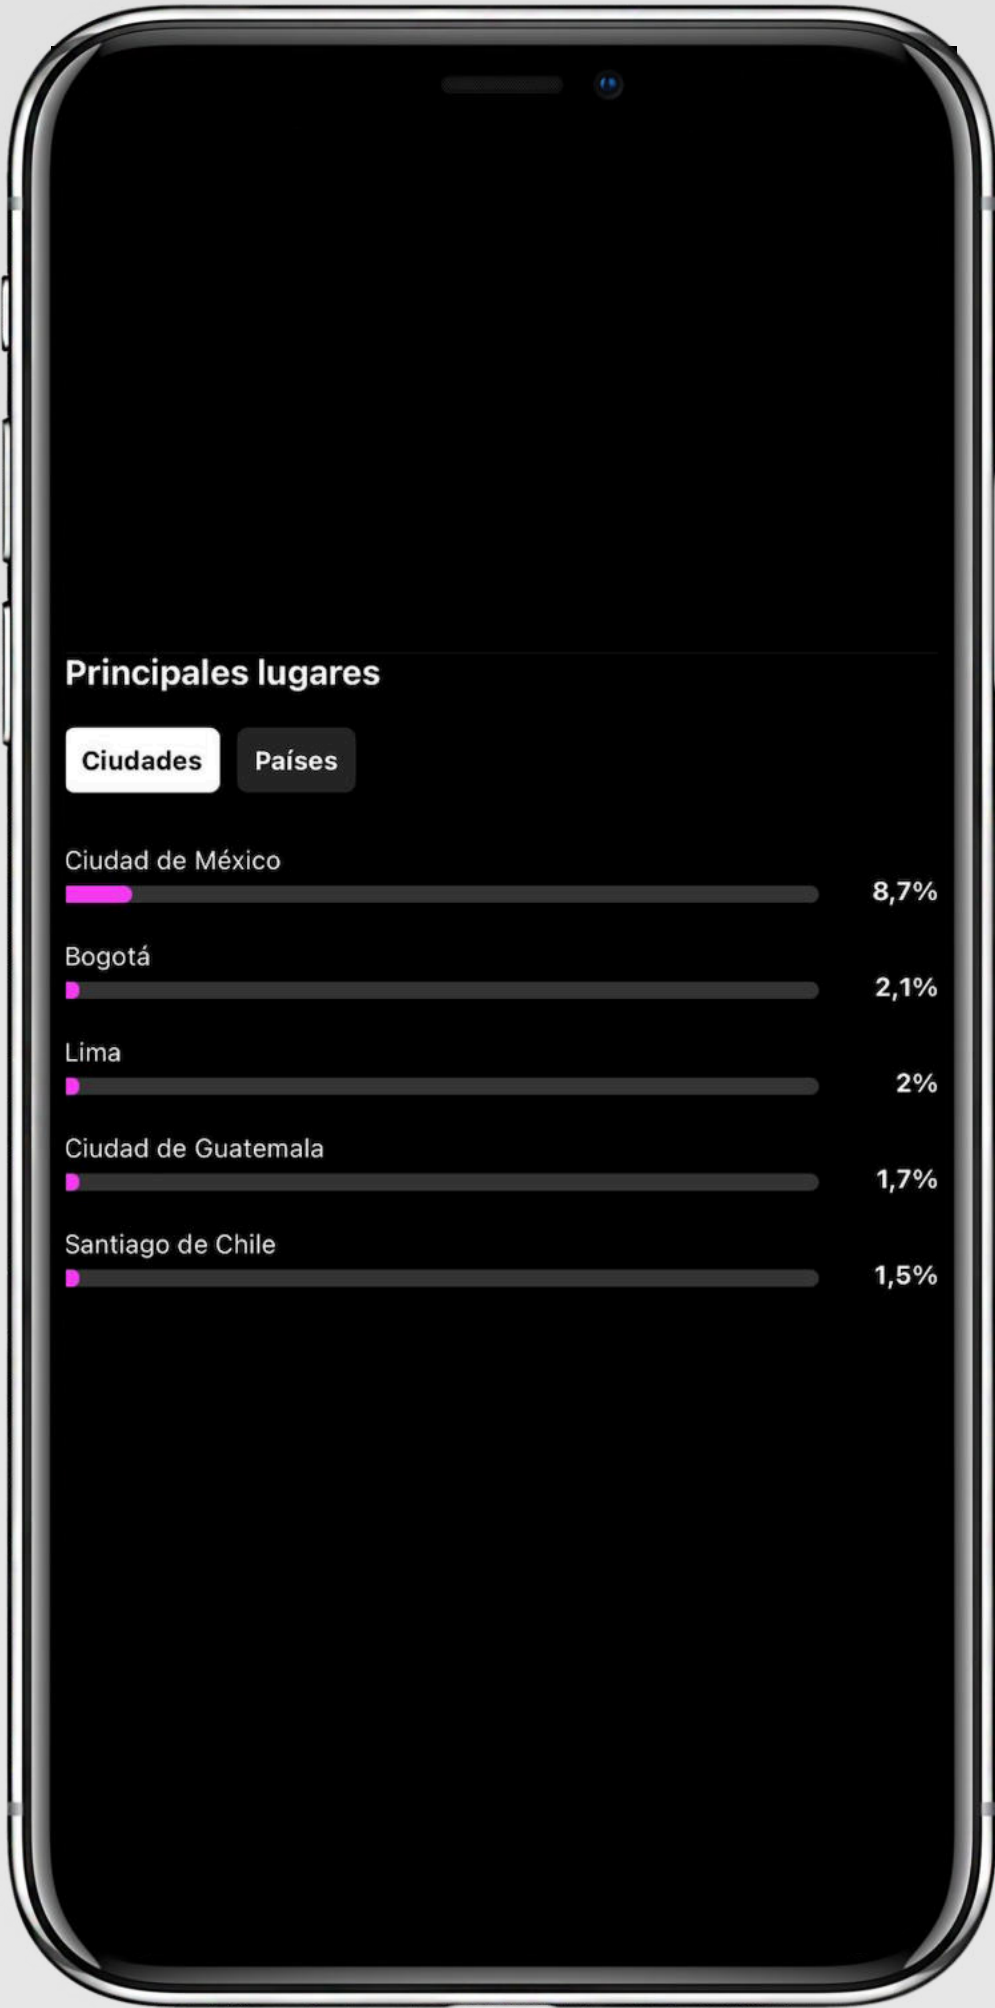 Principales lugares
Ciudades Países
Ciudad de México
8,7%
Bogotá
2,1%
Lima
2%
Ciudad de Guatemala
1,7%
Santiago de Chile
1,5%